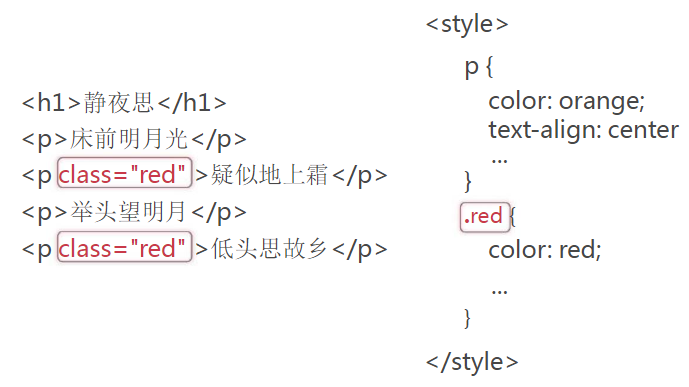 <h1>静夜思</h1>
<p>床前明月光</p>
<p class="red" >疑似地上霜</p>
<p>举头望明月</p>
<p class="red" >低头思故乡</p>
<style>
p {
color: orange;
text-align: center
...
}
.red {
color: red;
...
}
</style>